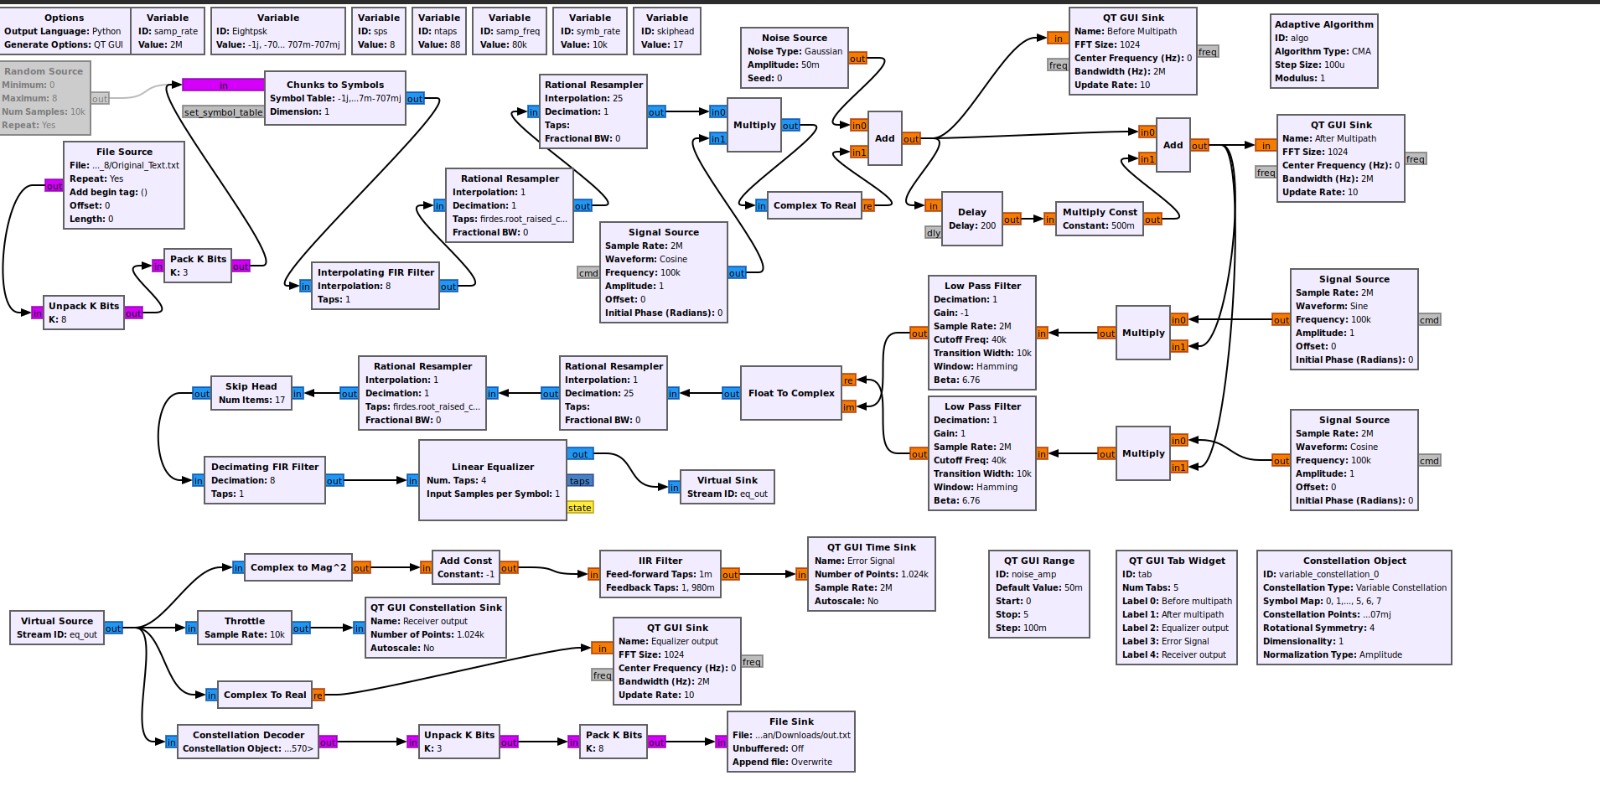 Options
Output Language: Python
Generate Options: QT GUI
Variable
ID: samp_rate
Value: 2M
Variable
ID: Eightpsk
Value: -1j, -70... 707m-707mj
Variable
ID: sps
Value: 8
Variable
ID: ntaps
Value: 88
Variable
ID: samp_freq
Value: 80k
Variable
ID: symb_rate
Value: 10k
Variable
ID: skiphead
Value: 17
Random Source
Minimum: 0
Maximum: 8
Num Samples: 10k
Repeat: Yes
out
in
set_symbol_table
Chunks to Symbols
Symbol Table: -1j,...7m-707mj
Dimension: 1
out
File Source
File: ..._8/Original_Text.txt
Repeat: Yes
Add begin tag: ()
Offset: 0
Length: 0
out
in
Unpack K Bits
K: 8
out
in
Pack K Bits
K: 3
out
in
Interpolating FIR Filter
Interpolation: 8
Taps: 1
out
in
Rational Resampler
Interpolation: 1
Decimation: 1
Taps: firdes.root_raised_c...
Fractional BW: 0
out
in
Rational Resampler
Interpolation: 25
Decimation: 1
Taps:
Fractional BW: 0
out
cmd
Signal Source
Sample Rate: 2M
Waveform: Cosine
Frequency: 100k
Amplitude: 1
Offset: 0
Initial Phase (Radians): 0
out
in0
in1
Multiply
out
in
Complex To Real
re
Noise Source
Noise Type: Gaussian
Amplitude: 50m
Seed: 0
out
in0
in1
Add
out
in
freq
QT GUI Sink
Name: Before Multipath
FFT Size: 1024
Center Frequency (Hz): 0
Bandwidth (Hz): 2M
Update Rate: 10
freq
Adaptive Algorithm
ID: algo
Algorithm Type: CMA
Step Size: 100u
Modulus: 1
in
dly
Delay
Delay: 200
out
in
Multiply Const
Constant: 500m
out
in0
in1
Add
out
in
freq
QT GUI Sink
Name: After Multipath
FFT Size: 1024
Center Frequency (Hz): 0
Bandwidth (Hz): 2M
Update Rate: 10
freq
Signal Source
Sample Rate: 2M
Waveform: Sine
Frequency: 100k
Amplitude: 1
Offset: 0
Initial Phase (Radians): 0
out
cmd
Signal Source
Sample Rate: 2M
Waveform: Cosine
Frequency: 100k
Amplitude: 1
Offset: 0
Initial Phase (Radians): 0
out
cmd
out
Multiply
in0
in1
out
Multiply
in0
in1
out
Low Pass Filter
Decimation: 1
Gain: -1
Sample Rate: 2M
Cutoff Freq: 40k
Transition Width: 10k
Window: Hamming
Beta: 6.76
in
out
Low Pass Filter
Decimation: 1
Gain: 1
Sample Rate: 2M
Cutoff Freq: 40k
Transition Width: 10k
Window: Hamming
Beta: 6.76
in
out
Float To Complex
re
im
out
Rational Resampler
Interpolation: 1
Decimation: 25
Taps:
Fractional BW: 0
in
out
Rational Resampler
Interpolation: 1
Decimation: 1
Taps: firdes.root_raised_c...
Fractional BW: 0
in
out
Skip Head
Num Items: 17
in
in
Decimating FIR Filter
Decimation: 8
Taps: 1
out
in
Linear Equalizer
Num. Taps: 4
Input Samples per Symbol: 1
out
taps
state
in
Virtual Sink
Stream ID: eq_out
Virtual Source
Stream ID: eq_out
out
in
Complex to Mag^2
out
in
Add Const
Constant: -1
out
in
IIR Filter
Feed-forward Taps: 1m
Feedback Taps: 1, 980m
out
in
QT GUI Time Sink
Name: Error Signal
Number of Points: 1.024k
Sample Rate: 2M
Autoscale: No
in
Throttle
Sample Rate: 10k
out
in
QT GUI Constellation Sink
Name: Receiver output
Number of Points: 1.024k
Autoscale: No
in
Complex To Real
re
in
freq
QT GUI Sink
Name: Equalizer output
FFT Size: 1024
Center Frequency (Hz): 0
Bandwidth (Hz): 2M
Update Rate: 10
freq
in
Constellation Decoder
Constellation Object: ...570>
out
in
Unpack K Bits
K: 3
out
in
Pack K Bits
K: 8
out
in
File Sink
File: ...an/Downloads/out.txt
Unbuffered: Off
Append file: Overwrite
QT GUI Range
ID: noise_amp
Default Value: 50m
Start: 0
Stop: 5
Step: 100m
QT GUI Tab Widget
ID: tab
Num Tabs: 5
Label 0: Before multipath
Label 1: After multipath
Label 2: Equalizer output
Label 3: Error Signal
Label 4: Receiver output
Constellation Object
ID: variable_constellation_0
Constellation Type: Variable Constellation
Symbol Map: 0, 1,..., 5, 6, 7
Constellation Points: ...07mj
Rotational Symmetry: 4
Dimensionality: 1
Normalization Type: Amplitude